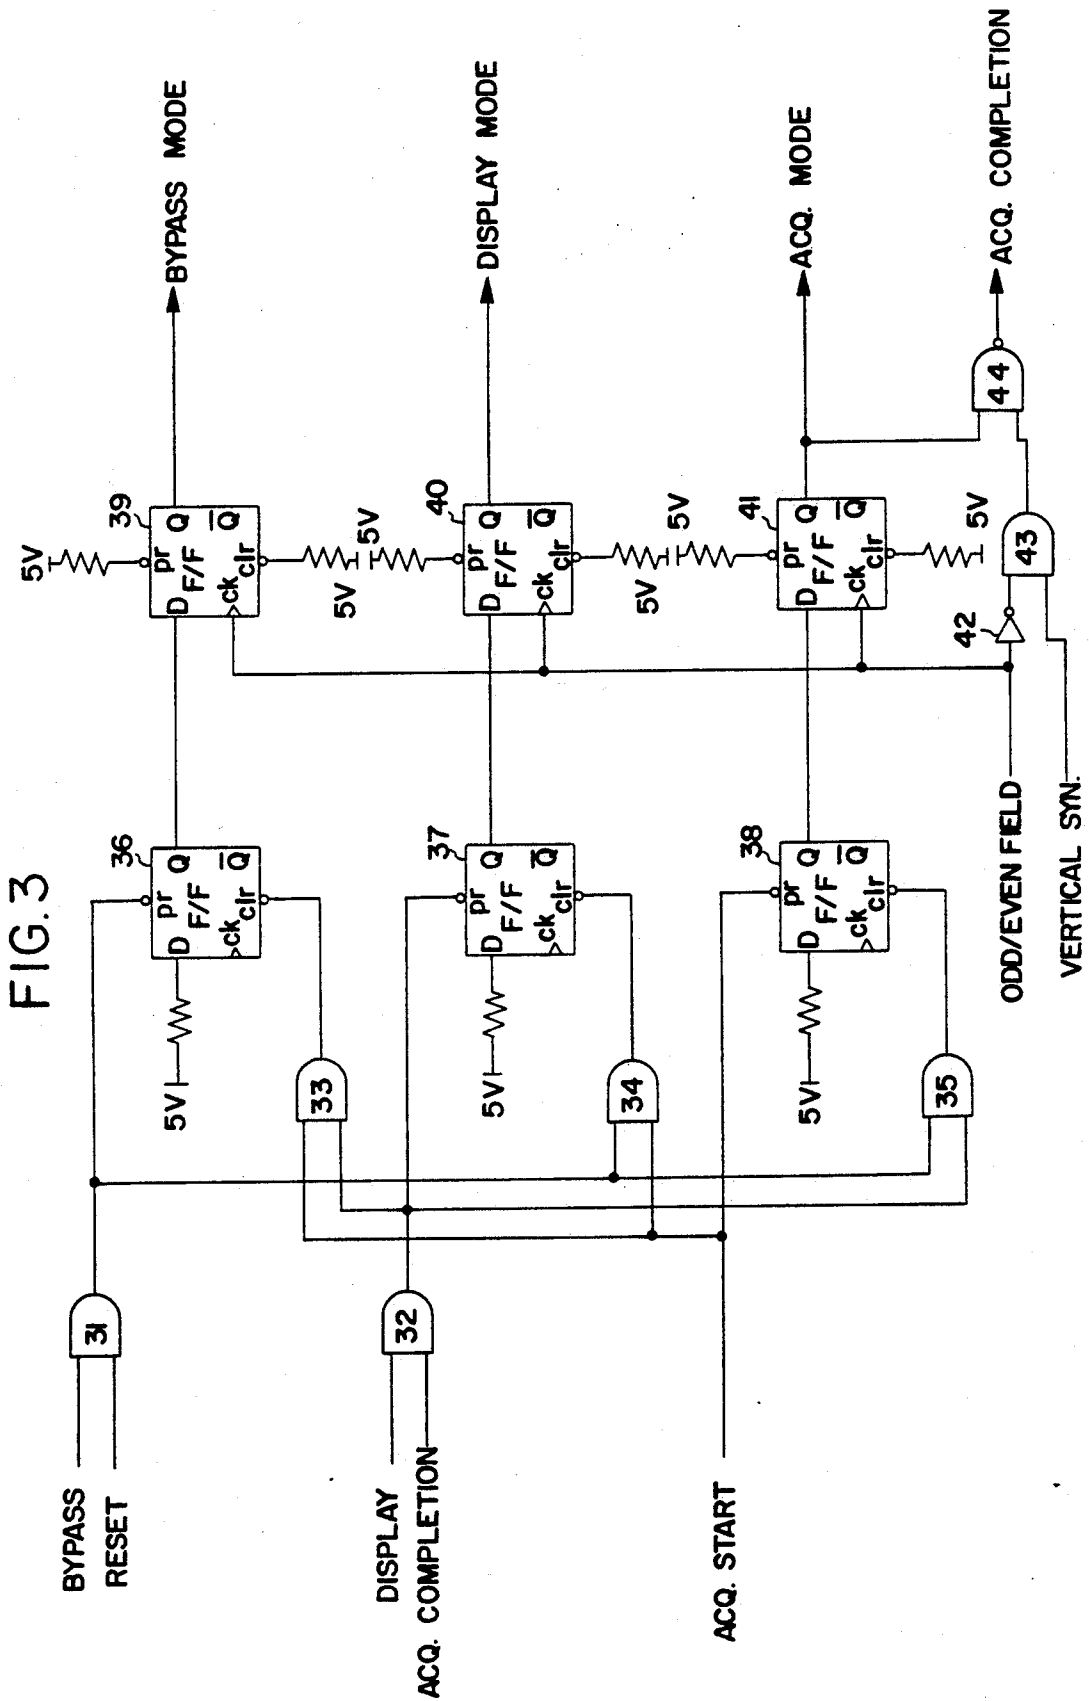 FIG.3
BYPASS
RESET
31
DISPLAY
ACQ. COMPLETION
32
ACQ. START
33
34
35
5V
D
pr
Q
F/F
ck
clr
Q
36
5V
D
pr
Q
F/F
ck
clr
Q
37
5V
D
pr
Q
F/F
ck
clr
Q
38
5V
D
pr
Q
F/F
ck
clr
Q
39
5V
BYPASS MODE
5V
D
pr
Q
F/F
ck
clr
Q
40
5V
DISPLAY MODE
5V
D
pr
Q
F/F
ck
clr
Q
41
5V
ACQ. MODE
ODD/EVEN FIELD
VERTICAL SYN.
42
43
44
ACQ. COMPLETION